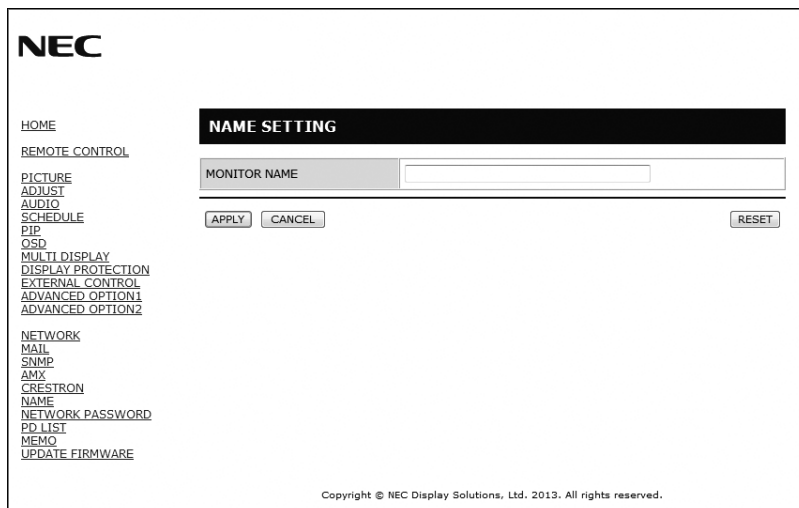 NEC
HOME
REMOTE CONTROL
PICTURE
ADJUST
AUDIO
SCHEDULE
PIP
OSD
MULTI DISPLAY
DISPLAY PROTECTION
EXTERNAL CONTROL
ADVANCED OPTION1
ADVANCED OPTION2
NETWORK
MAIL
SNMP
AMX
CRESTRON
NAME
NETWORK PASSWORD
PD LIST
MEMO
UPDATE FIRMWARE
NAME SETTING
MONITOR NAME
APPLY CANCEL RESET
Copyright © NEC Display Solutions, Ltd. 2013. All rights reserved.